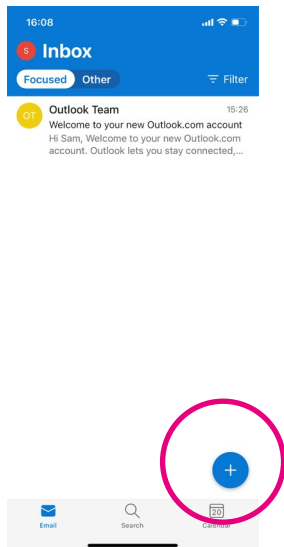 16:08
S Inbox
Focused Other Filter
OT Outlook Team 15:26
Welcome to your new Outlook.com account
Hi Sam, Welcome to your new Outlook.com
account. Outlook lets you stay connected,...
+
20
Email Search Calendar